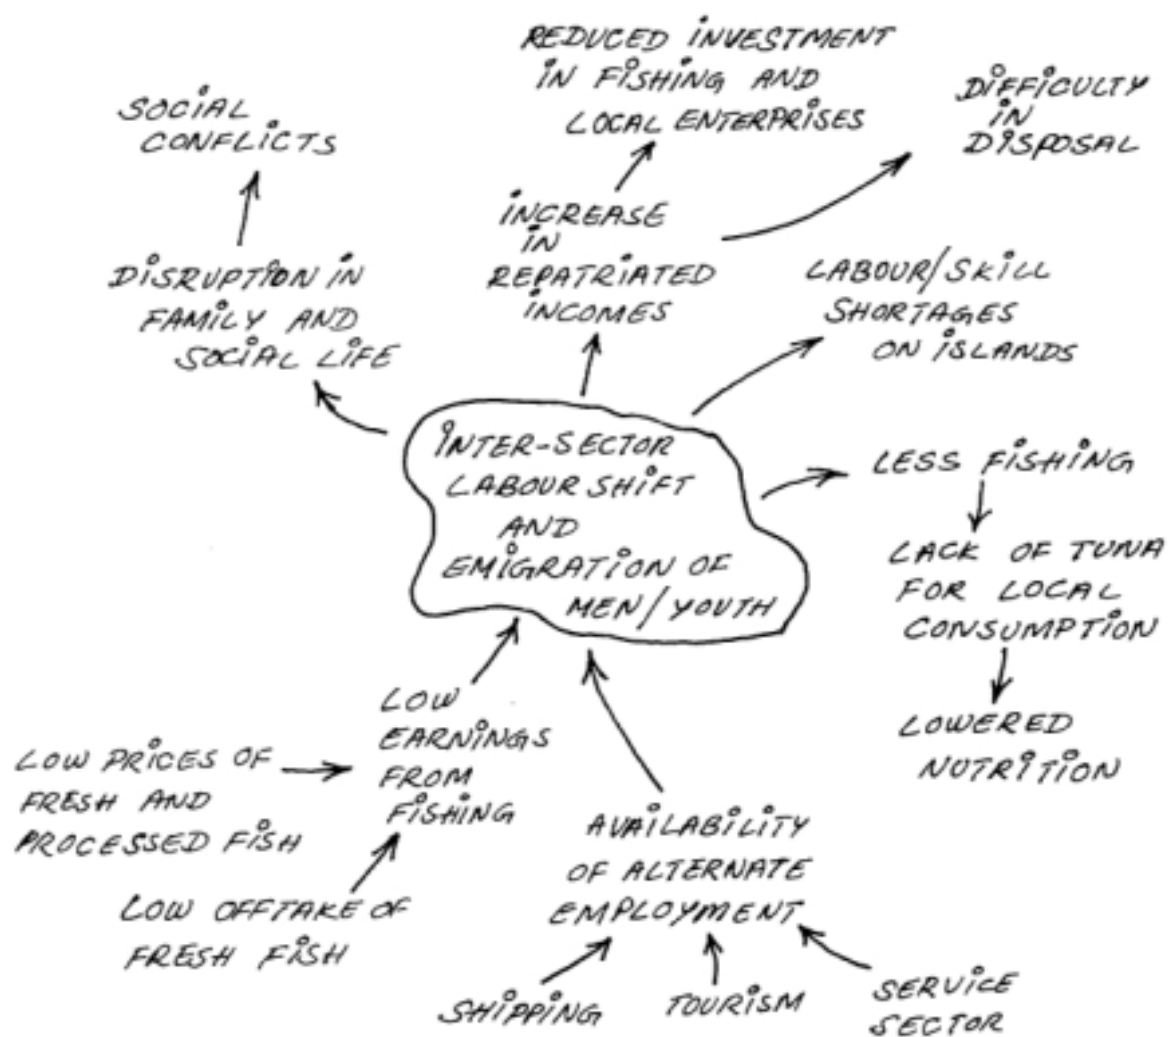 REDUCED INVESTMENT
IN FISHING AND
LOCAL ENTERPRISES
DIFFICULTY
IN
DISPOSAL
SOCIAL
CONFLICTS
INCREASE
IN
REPATRIATED
INCOMES
DISRUPTION IN
FAMILY AND
SOCIAL LIFE
LABOUR/SKILL
SHORTAGES
ON ISLANDS
INTER-SECTOR
LABOUR SHIFT
AND
EMIGRATION OF
MEN/YOUTH
LESS FISHING
LACK OF TUNA
FOR LOCAL
CONSUMPTION
LOWERED
NUTRITION
LOW
EARNINGS
FROM
FISHING
LOW PRICES OF
FRESH AND
PROCESSED FISH
LOW OFFTAKE OF
FRESH FISH
AVAILABILITY
OF ALTERNATE
EMPLOYMENT
SHIPPING
TOURISM
SERVICE
SECTOR